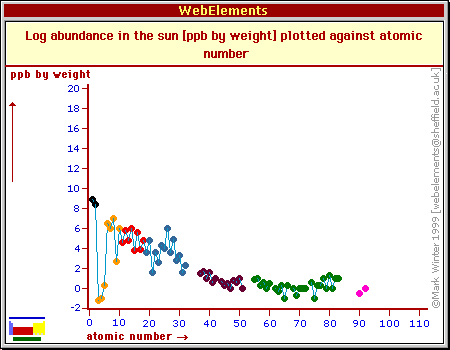 WebElements
Log abundance in the sun [ppb by weight] plotted against atomic
number
ppb by weight
20
18
16
14
12
10
8
6
4
2
0
-2
0 10 20 30 40 50 60 70 80 90 100 110
atomic number →
©Mark Winter 1999 [webelements@sheffield.ac.uk]